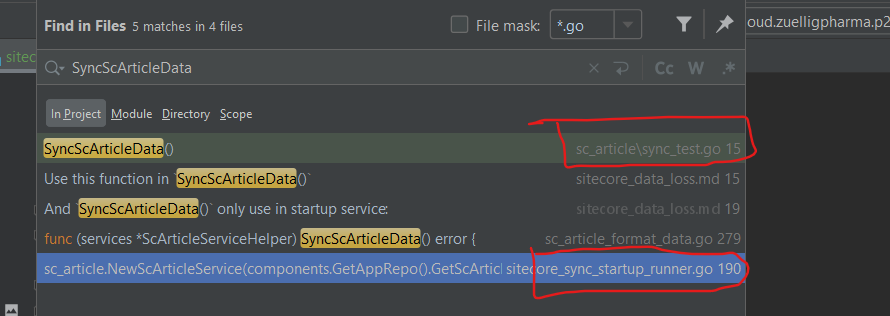 Find in Files 5 matches in 4 files File mask: *.go
oud.zuelligpharma.p2
sitec
SyncScArticleData Cc W .*
In Project Module Directory Scope
SyncScArticleData() sc_article\sync_test.go 15
Use this function in `SyncScArticleData()` sitecore_data_loss.md 15
And `SyncScArticleData()` only use in startup service: sitecore_data_loss.md 19
func (services *ScArticleServiceHelper) SyncScArticleData() error { sc_article_format_data.go 279
sc_article.NewScArticleService(components.GetAppRepo().GetScArticl sitecore_sync_startup_runner.go 190